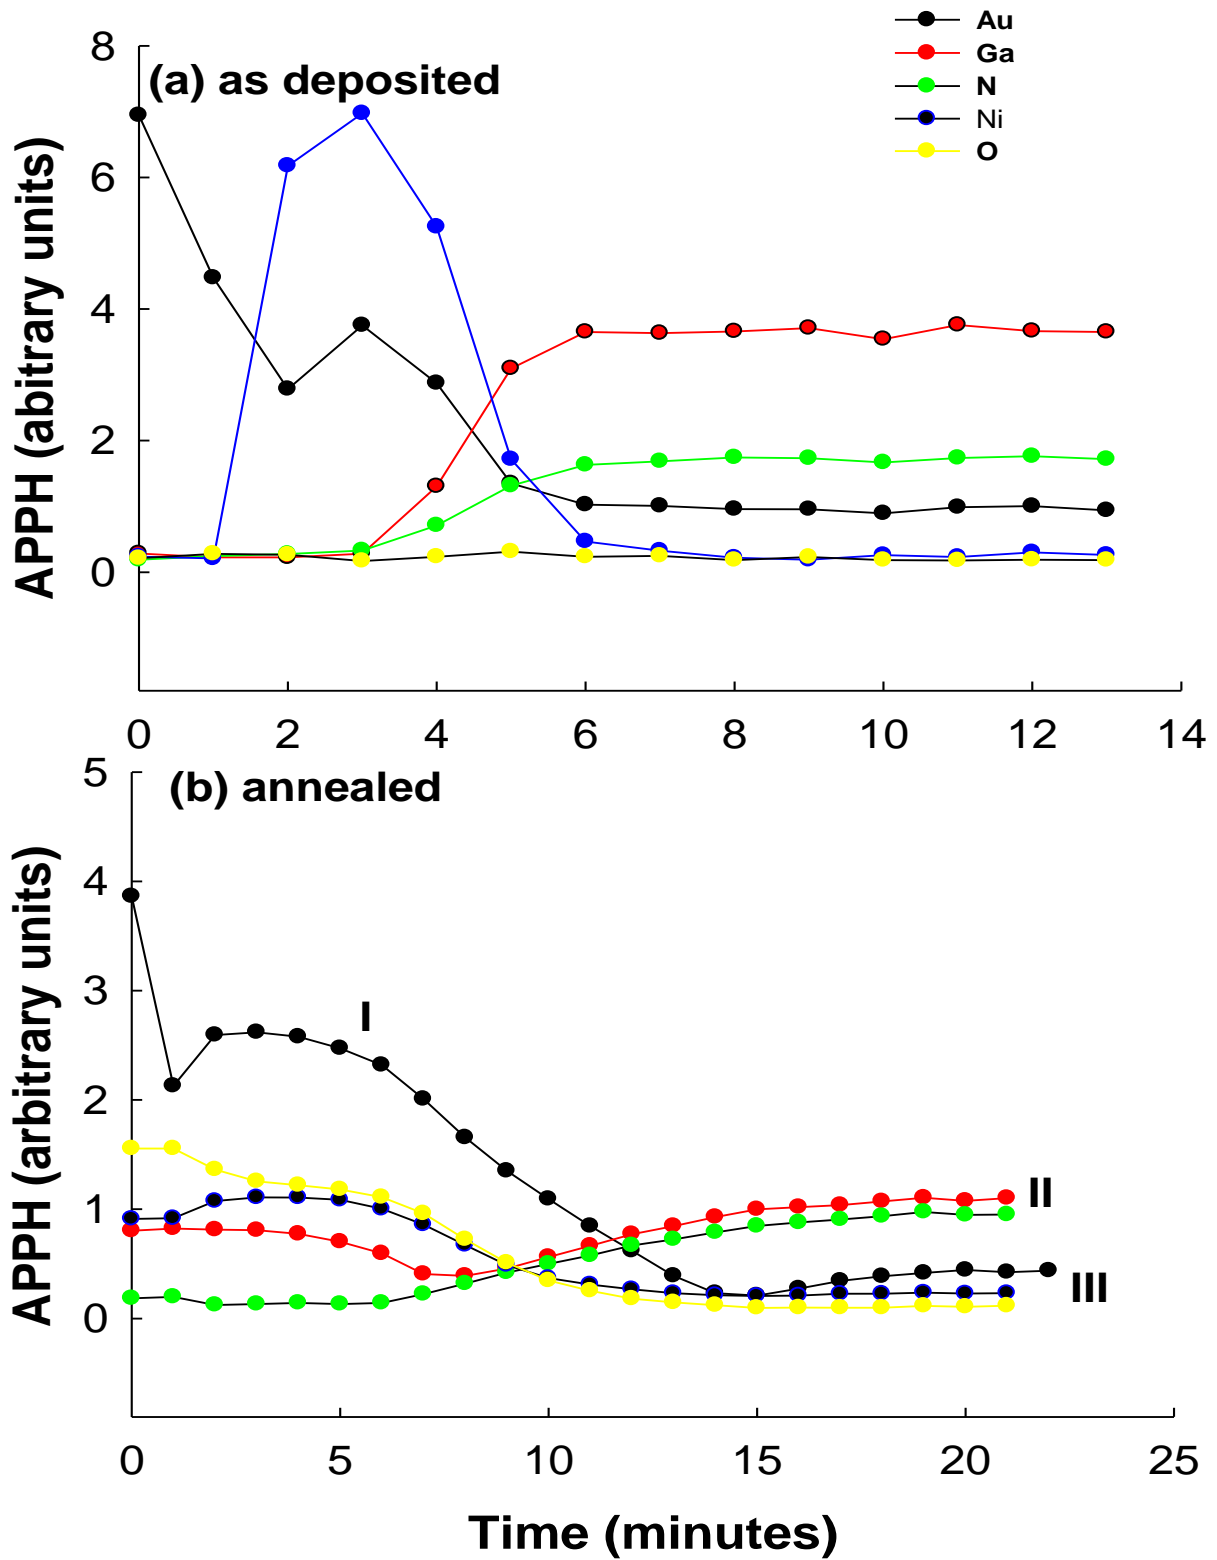 Au
Ga
N
Ni
O
(a) as deposited
APPH (abitrary units)
8
6
4
2
0
0 2 4 6 8 10 12 14
(b) annealed
APPH (arbitrary units)
5
4
3
2
1
0
I
II
III
0 5 10 15 20 25
Time (minutes)